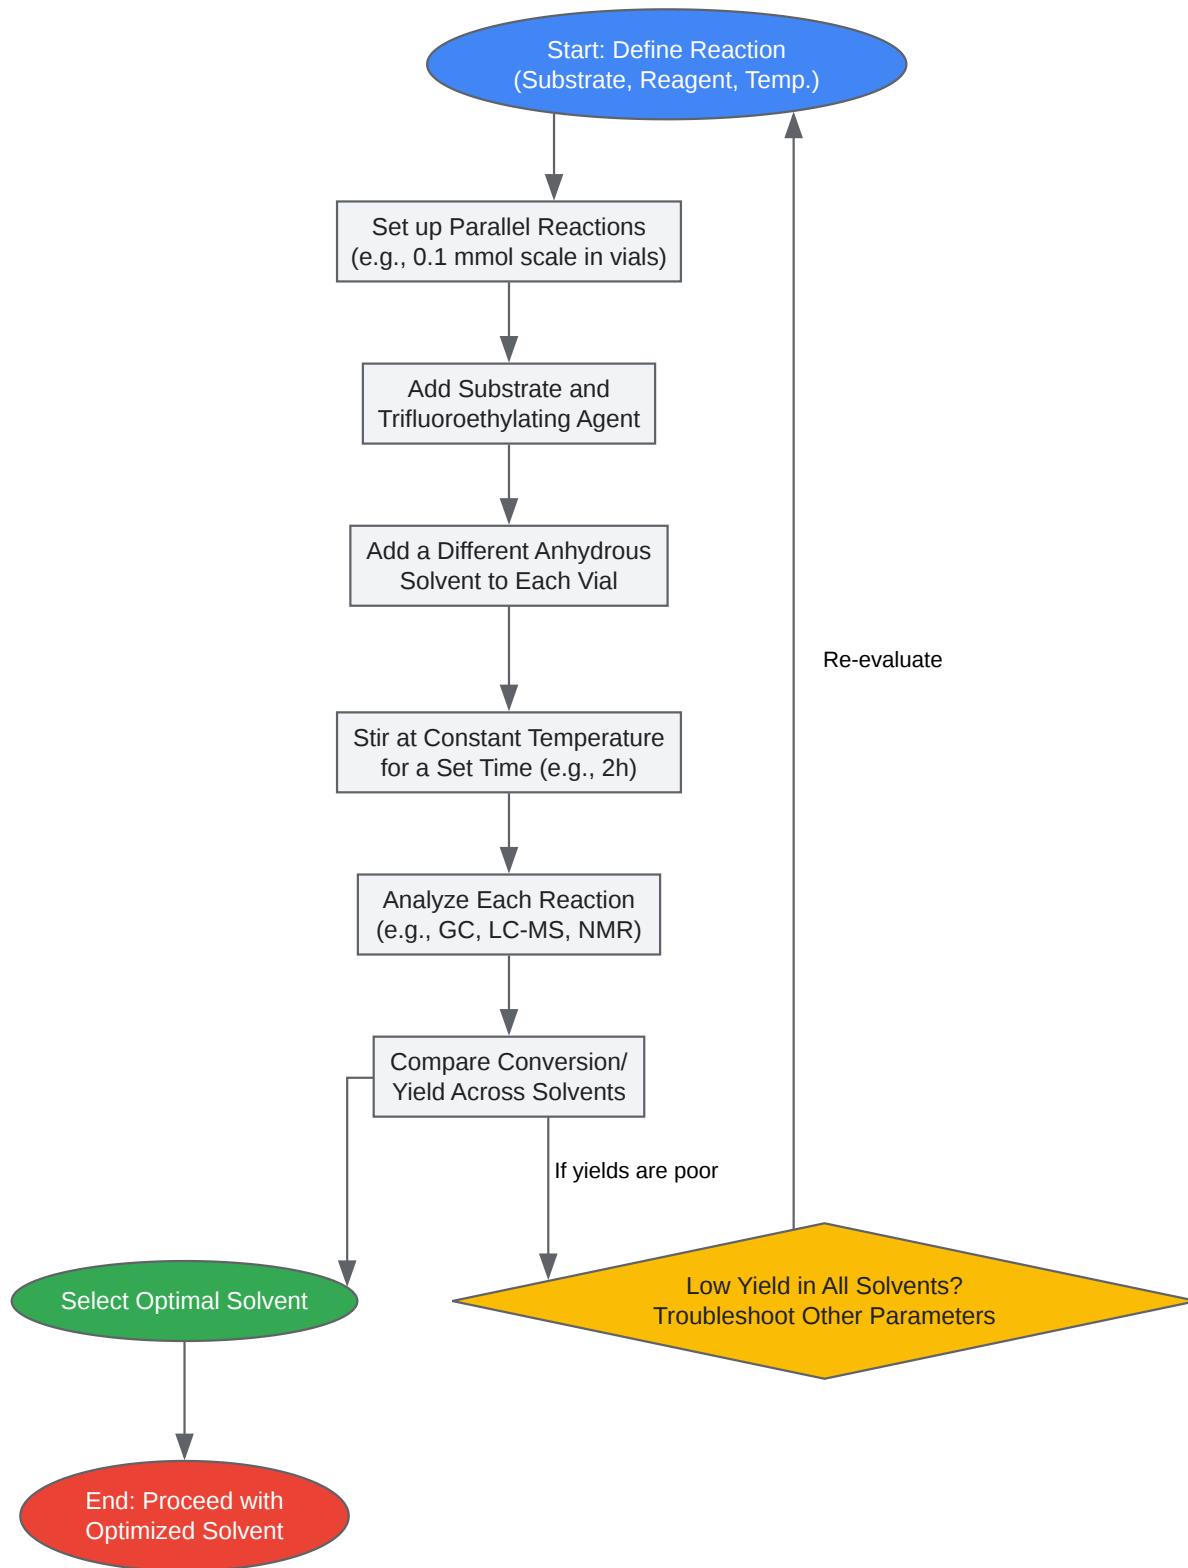 Start: Define Reaction
(Substrate, Reagent, Temp.)
Set up Parallel Reactions
(e.g., 0.1 mmol scale in vials)
Add Substrate and
Trifluoroethylating Agent
Add a Different Anhydrous
Solvent to Each Vial
Re-evaluate
Stir at Constant Temperature
for a Set Time (e.g., 2h)
Analyze Each Reaction
(e.g., GC, LC-MS, NMR)
Compare Conversion/
Yield Across Solvents
If yields are poor
Select Optimal Solvent
Low Yield in All Solvents?
Troubleshoot Other Parameters
End: Proceed with
Optimized Solvent